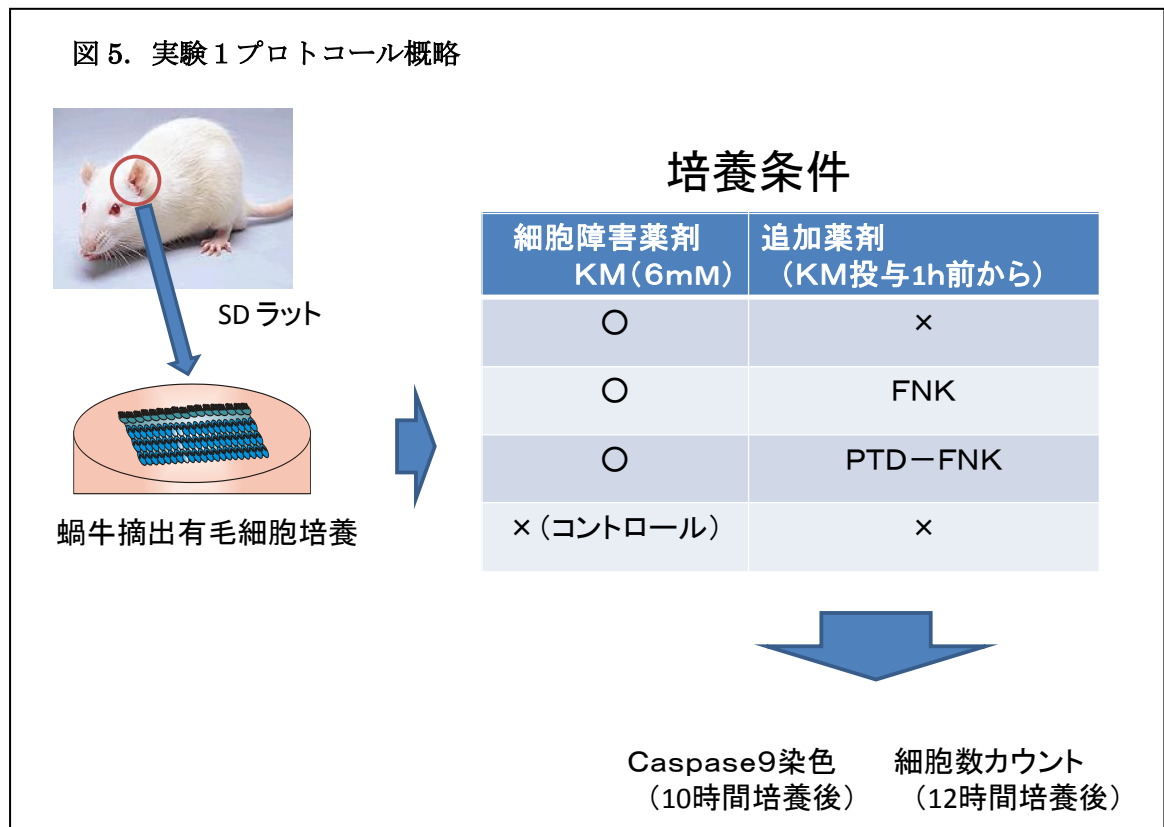 図 5. 実験 1 プロトコール概略
SD ラット
蝸牛摘出有毛細胞培養
培養条件
細胞障害薬剤 追加薬剤
KM(6mM) (KM投与1h前から)
○ ×
○ FNK
○ PTD－FNK
×(コントロール) ×
Caspase9染色 細胞数カウント
(10時間培養後) (12時間培養後)